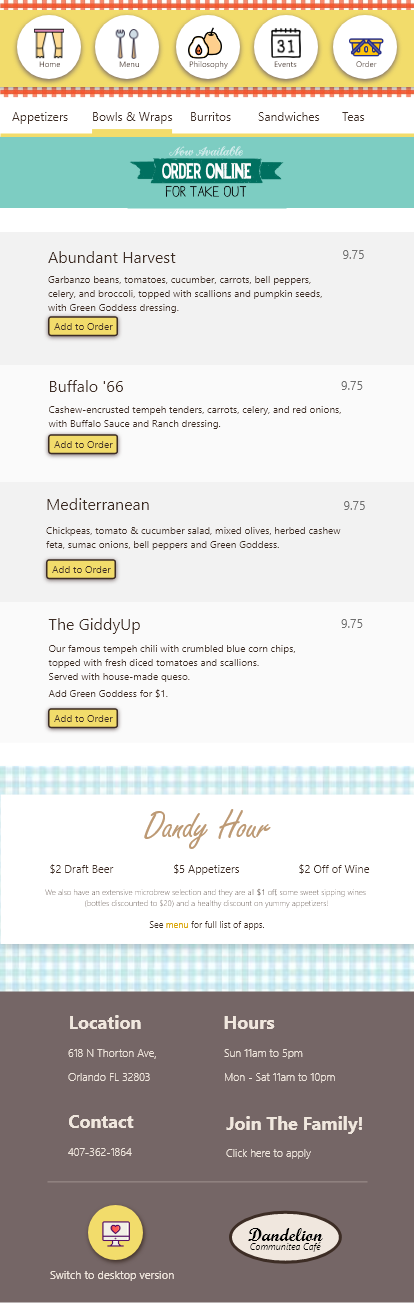 Home Menu Philosophy 31 Events Order
Appetizers Bowls & Wraps Burritos Sandwiches Teas
Now Available
ORDER ONLINE
FOR TAKE OUT
Abundant Harvest 9.75
Garbanzo beans, tomatoes, cucumber, carrots, bell peppers,
celery, and broccoli, topped with scallions and pumpkin seeds,
with Green Goddess dressing.
Add to Order
Buffalo '66 9.75
Cashew-encrusted tempeh tenders, carrots, celery, and red onions,
with Buffalo Sauce and Ranch dressing.
Add to Order
Mediterranean 9.75
Chickpeas, tomato & cucumber salad, mixed olives, herbed cashew
feta, sumac onions, bell peppers and Green Goddess.
Add to Order
The GiddyUp 9.75
Our famous tempeh chili with crumbled blue corn chips,
topped with fresh diced tomatoes and scallions.
Served with house-made queso.
Add Green Goddess for $1.
Add to Order
Dandy Hour
$2 Draft Beer $5 Appetizers $2 Off of Wine
We also have an extensive microbrew selection and they are all $1 off, some sweet sipping wines
(bottles discounted to $20) and a healthy discount on yummy appetizers!
See menu for full list of apps.
Location
618 N Thorton Ave,
Orlando FL 32803
Hours
Sun 11am to 5pm
Mon - Sat 11am to 10pm
Contact
407-362-1864
Join The Family!
Click here to apply
Switch to desktop version
Dandelion
Communitea Café